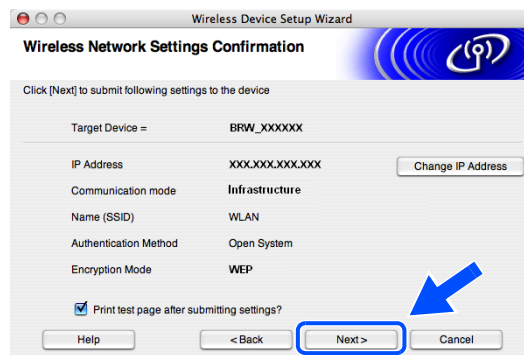 Wireless Device Setup Wizard
Wireless Network Settings Confirmation
Click [Next] to submit following settings to the device
Target Device = BRW_XXXXXX
IP Address XXX.XXX.XXX.XXX Change IP Address
Communication mode Infrastructure
Name (SSID) WLAN
Authentication Method Open System
Encryption Mode WEP
Print test page after submitting settings?
Help < Back Next > Cancel